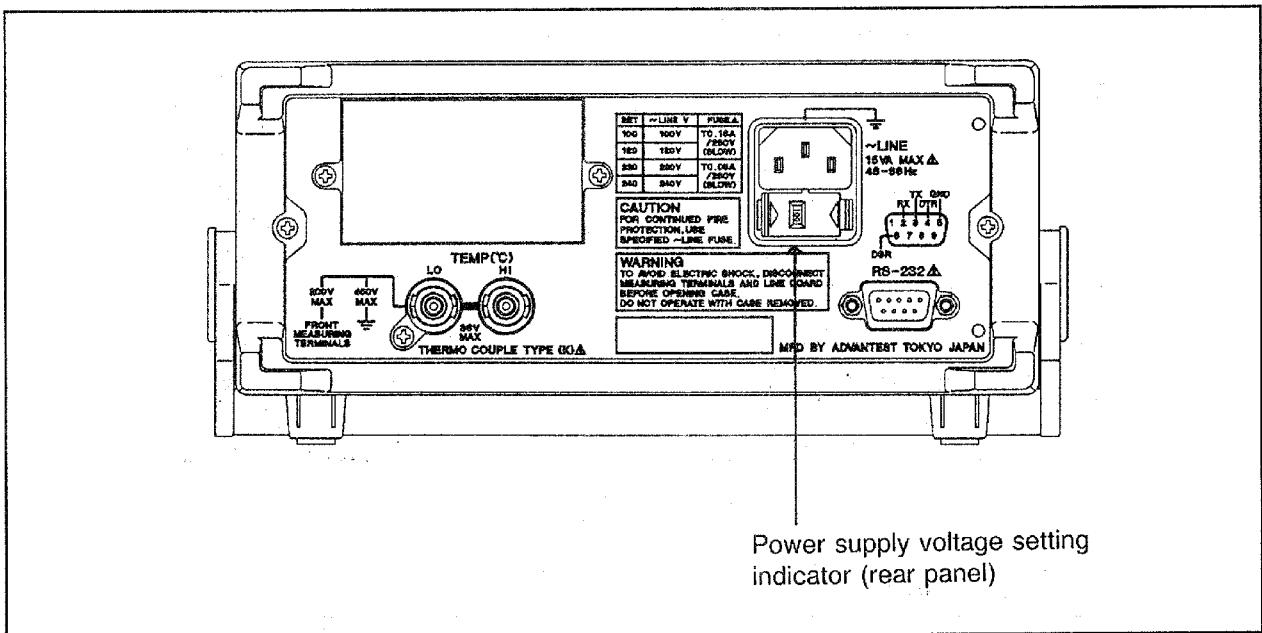 SET ~LINE V FUSE⚠
100 100V T0.16A
/250V
120 120V (SLOW)
220 220V T0.08A
/250V
240 240V (SLOW)
CAUTION
FOR CONTINUED FIRE
PROTECTION, USE
SPECIFIED ~LINE FUSE.
~LINE
15VA MAX⚠
48-66Hz
TX GND
RX DTR
1 2 3 4 5
6 7 8 9
DSR
RS-232⚠
WARNING
TO AVOID ELECTRIC SHOCK, DISCONNECT
MEASURING TERMINALS AND LINE BOARD
BEFORE OPENING CASE.
DO NOT OPERATE WITH CASE REMOVED.
TEMP(℃)
LO HI
200V MAX
MAX
FRONT
MEASURING
TERMINALS
MAX
THERMO COUPLE TYPE (K)⚠
MFD BY ADVANTEST TOKYO JAPAN
Power supply voltage setting
indicator (rear panel)